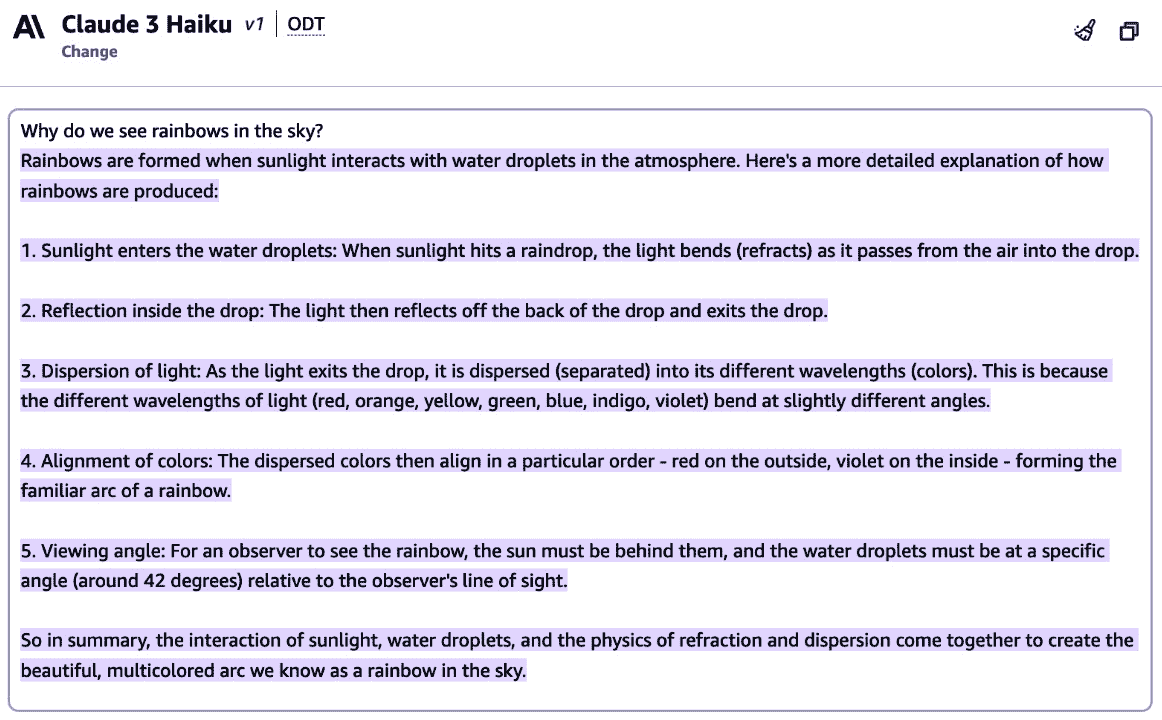 Claude 3 Haiku v1 | ODT
Change
Why do we see rainbows in the sky?
Rainbows are formed when sunlight interacts with water droplets in the atmosphere. Here's a more detailed explanation of how
rainbows are produced:
1. Sunlight enters the water droplets: When sunlight hits a raindrop, the light bends (refracts) as it passes from the air into the drop.
2. Reflection inside the drop: The light then reflects off the back of the drop and exits the drop.
3. Dispersion of light: As the light exits the drop, it is dispersed (separated) into its different wavelengths (colors). This is because
the different wavelengths of light (red, orange, yellow, green, blue, indigo, violet) bend at slightly different angles.
4. Alignment of colors: The dispersed colors then align in a particular order - red on the outside, violet on the inside - forming the
familiar arc of a rainbow.
5. Viewing angle: For an observer to see the rainbow, the sun must be behind them, and the water droplets must be at a specific
angle (around 42 degrees) relative to the observer's line of sight.
So in summary, the interaction of sunlight, water droplets, and the physics of refraction and dispersion come together to create the
beautiful, multicolored arc we know as a rainbow in the sky.